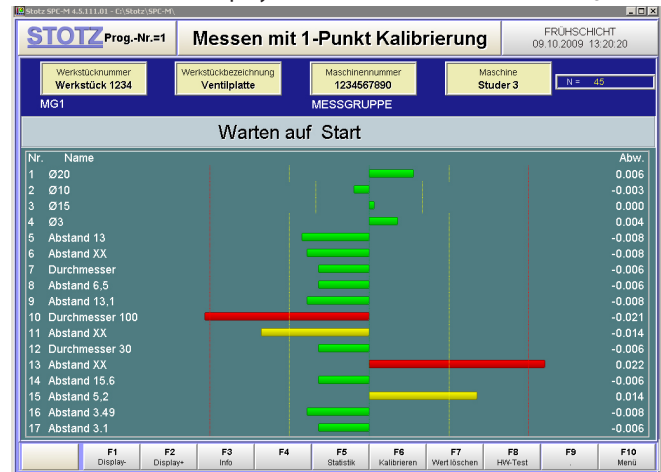 Stotz SPC-M 4.5.111.01 - C:\Stotz\SPC-M\
STOTZ Prog.-Nr.=1 Messen mit 1-Punkt Kalibrierung FRÜHSCHICHT
09.10.2009 13:20:20
Werkstücknummer Werkstückbezeichnung Maschinennummer Maschine
Werkstück 1234 Ventilplatte 1234567890 Studer 3 N = 45
MG1 MESSGRUPPE
Warten auf Start
Nr. Name Abw.
1 Ø20 0.006
2 Ø10 -0.003
3 Ø15 0.000
4 Ø3 0.004
5 Abstand 13 -0.008
6 Abstand XX -0.008
7 Durchmesser -0.006
8 Abstand 6,5 -0.006
9 Abstand 13,1 -0.008
10 Durchmesser 100 -0.021
11 Abstand XX -0.014
12 Durchmesser 30 -0.006
13 Abstand XX 0.022
14 Abstand 15.6 -0.006
15 Abstand 5,2 0.014
16 Abstand 3.49 -0.008
17 Abstand 3.1 -0.006
F1 F2 F3 F4 F5 F6 F7 F8 F9 F10
Display- Display+ Info Statistik Kalibrieren Wert löschen HW-Test . Menü